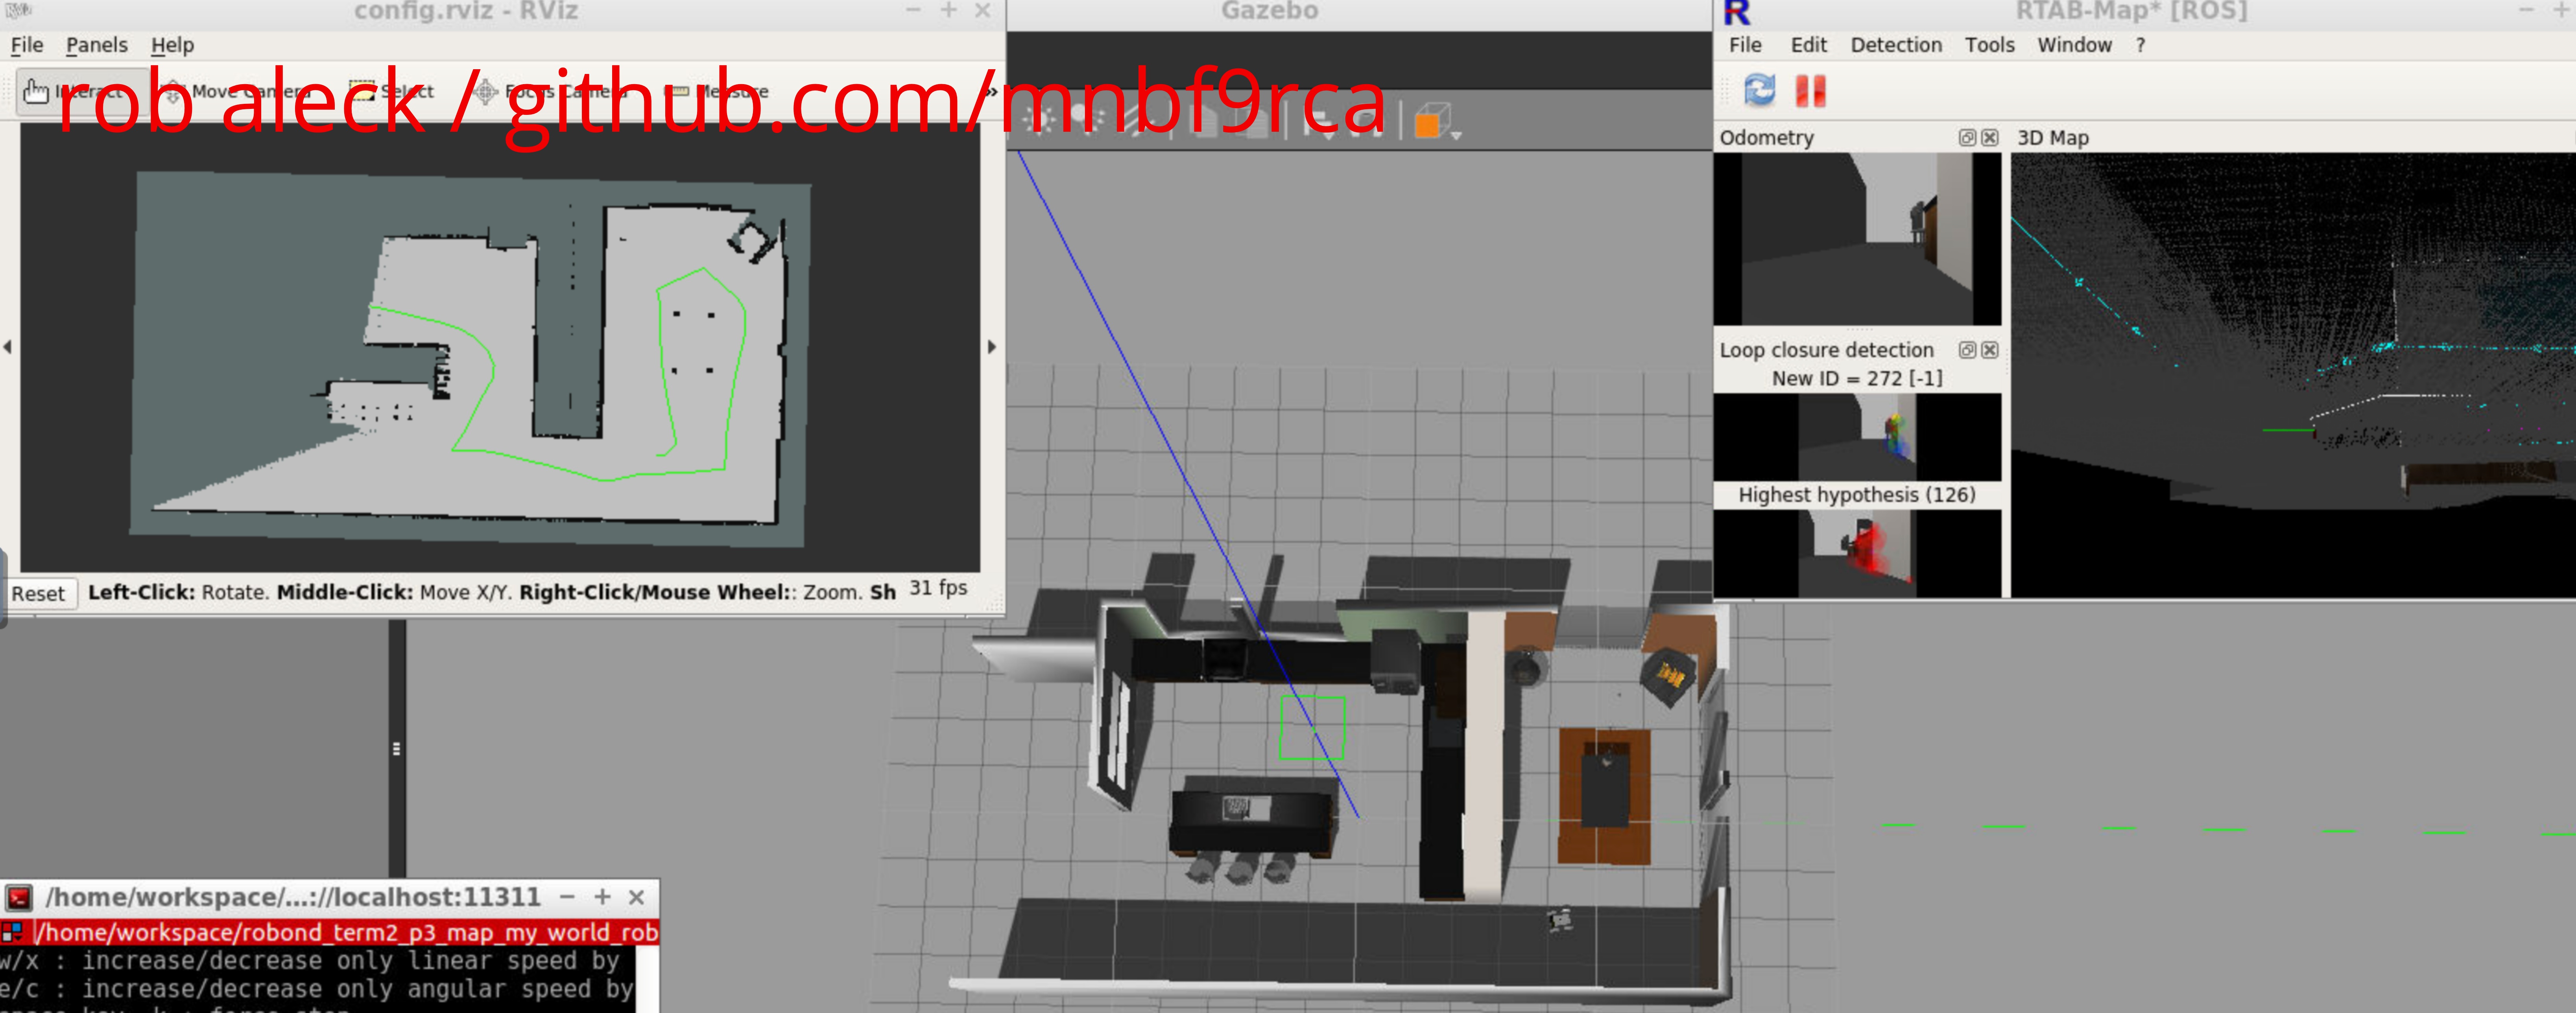 config.rviz - RViz
File Panels Help
Interact Move Camera Select Focus Camera Measure »
rob aleck / github.com/mnbf9rca
Reset Left-Click: Rotate. Middle-Click: Move X/Y. Right-Click/Mouse Wheel:: Zoom. Sh 31 fps
Gazebo
RTAB-Map* [ROS]
File Edit Detection Tools Window ?
Odometry
3D Map
Loop closure detection
New ID = 272 [-1]
Highest hypothesis (126)
/home/workspace/...://localhost:11311
/home/workspace/robond_term2_p3_map_my_world_rob
w/x : increase/decrease only linear speed by
e/c : increase/decrease only angular speed by